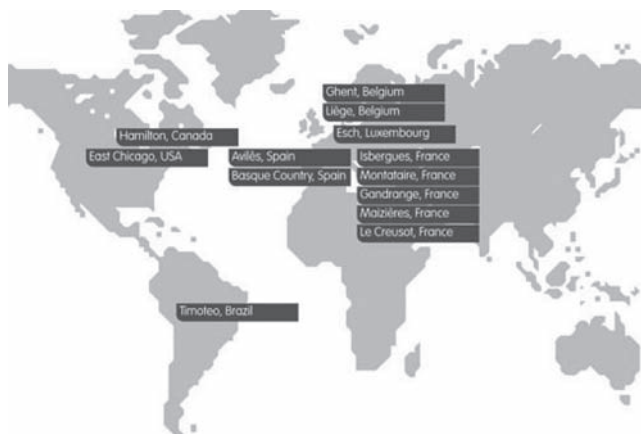 Ghent, Belgium
Liège, Belgium
Esch, Luxembourg
Hamilton, Canada
East Chicago, USA
Avilés, Spain
Basque Country, Spain
Isbergues, France
Montataire, France
Gandrange, France
Maizières, France
Le Creusot, France
Timoteo, Brazil